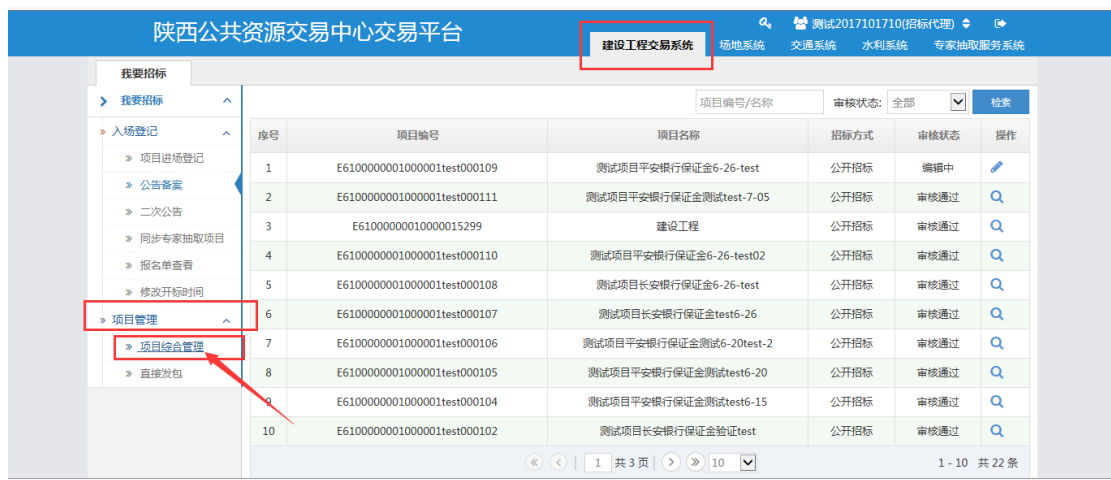 陕西公共资源交易中心交易平台
测试2017101710(招标代理)
建设工程交易系统 场地系统 交通系统 水利系统 专家抽取服务系统
我要招标
我要招标
入场登记
项目进场登记
公告备案
二次公告
同步专家抽取项目
报名单查看
修改开标时间
项目管理
项目综合管理
直接发包
项目编号/名称 审核状态: 全部 检索
序号 项目编号 项目名称 招标方式 审核状态 操作
1 E6100000001000001test000109 测试项目平安银行保证金6-26-test 公开招标 编辑中
2 E6100000001000001test000111 测试项目平安银行保证金测试test-7-05 公开招标 审核通过
3 E61000000010000015299 建设工程 公开招标 审核通过
4 E6100000001000001test000110 测试项目平安银行保证金6-26-test02 公开招标 审核通过
5 E6100000001000001test000108 测试项目长安银行保证金6-26-test 公开招标 审核通过
6 E6100000001000001test000107 测试项目长安银行保证金test6-26 公开招标 审核通过
7 E6100000001000001test000106 测试项目平安银行保证金测试6-20test-2 公开招标 审核通过
8 E6100000001000001test000105 测试项目平安银行保证金测试test6-20 公开招标 审核通过
9 E6100000001000001test000104 测试项目平安银行保证金测试test6-15 公开招标 审核通过
10 E6100000001000001test000102 测试项目长安银行保证金验证test 公开招标 审核通过
1 共 3 页 10 1 - 10 共 22 条